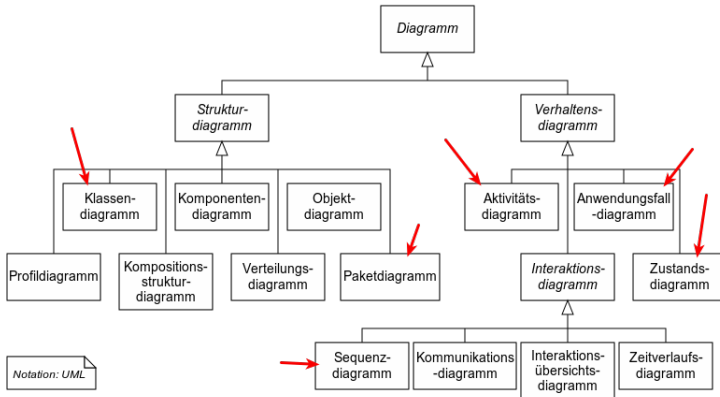 Diagramm
Struktur-
diagramm
Verhaltens-
diagramm
Klassen-
diagramm
Komponenten-
diagramm
Objekt-
diagramm
Aktivitäts-
diagramm
Anwendungsfall
-diagramm
Profildiagramm
Kompositions-
struktur-
diagramm
Verteilungs-
diagramm
Paketdiagramm
Interaktions-
diagramm
Zustands-
diagramm
Sequenz-
diagramm
Kommunikations
-diagramm
Interaktions-
übersichts-
diagramm
Zeitverlaufs-
diagramm
Notation: UML